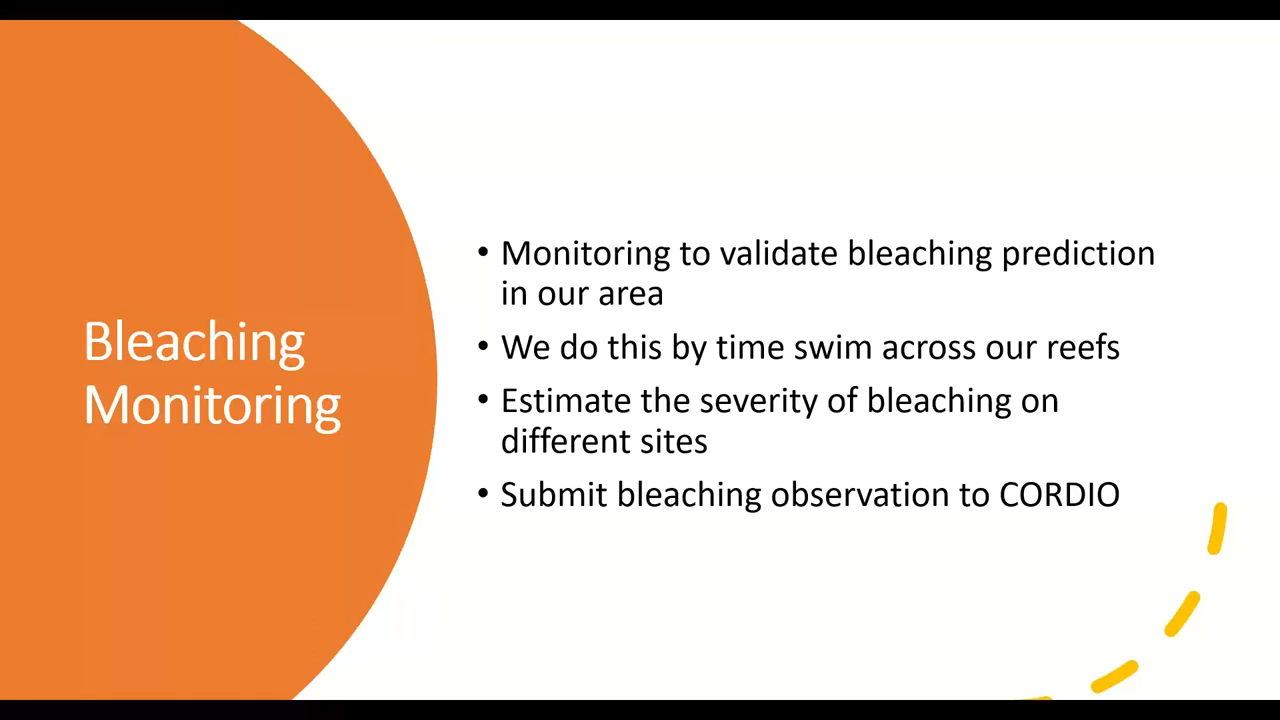 Bleaching
Monitoring
• Monitoring to validate bleaching prediction
in our area
• We do this by time swim across our reefs
• Estimate the severity of bleaching on
different sites
• Submit bleaching observation to CORDIO